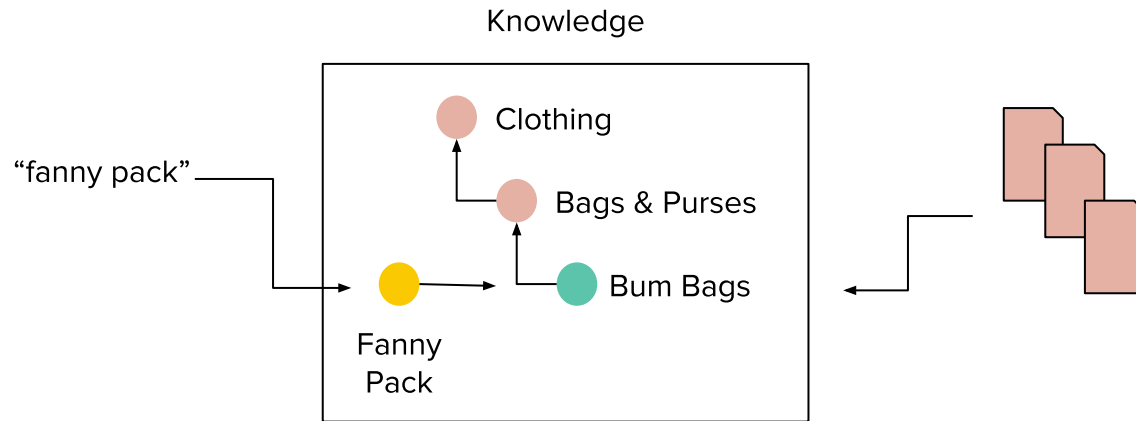 Knowledge
Clothing
“fanny pack”
Bags & Purses
Bum Bags
Fanny
Pack